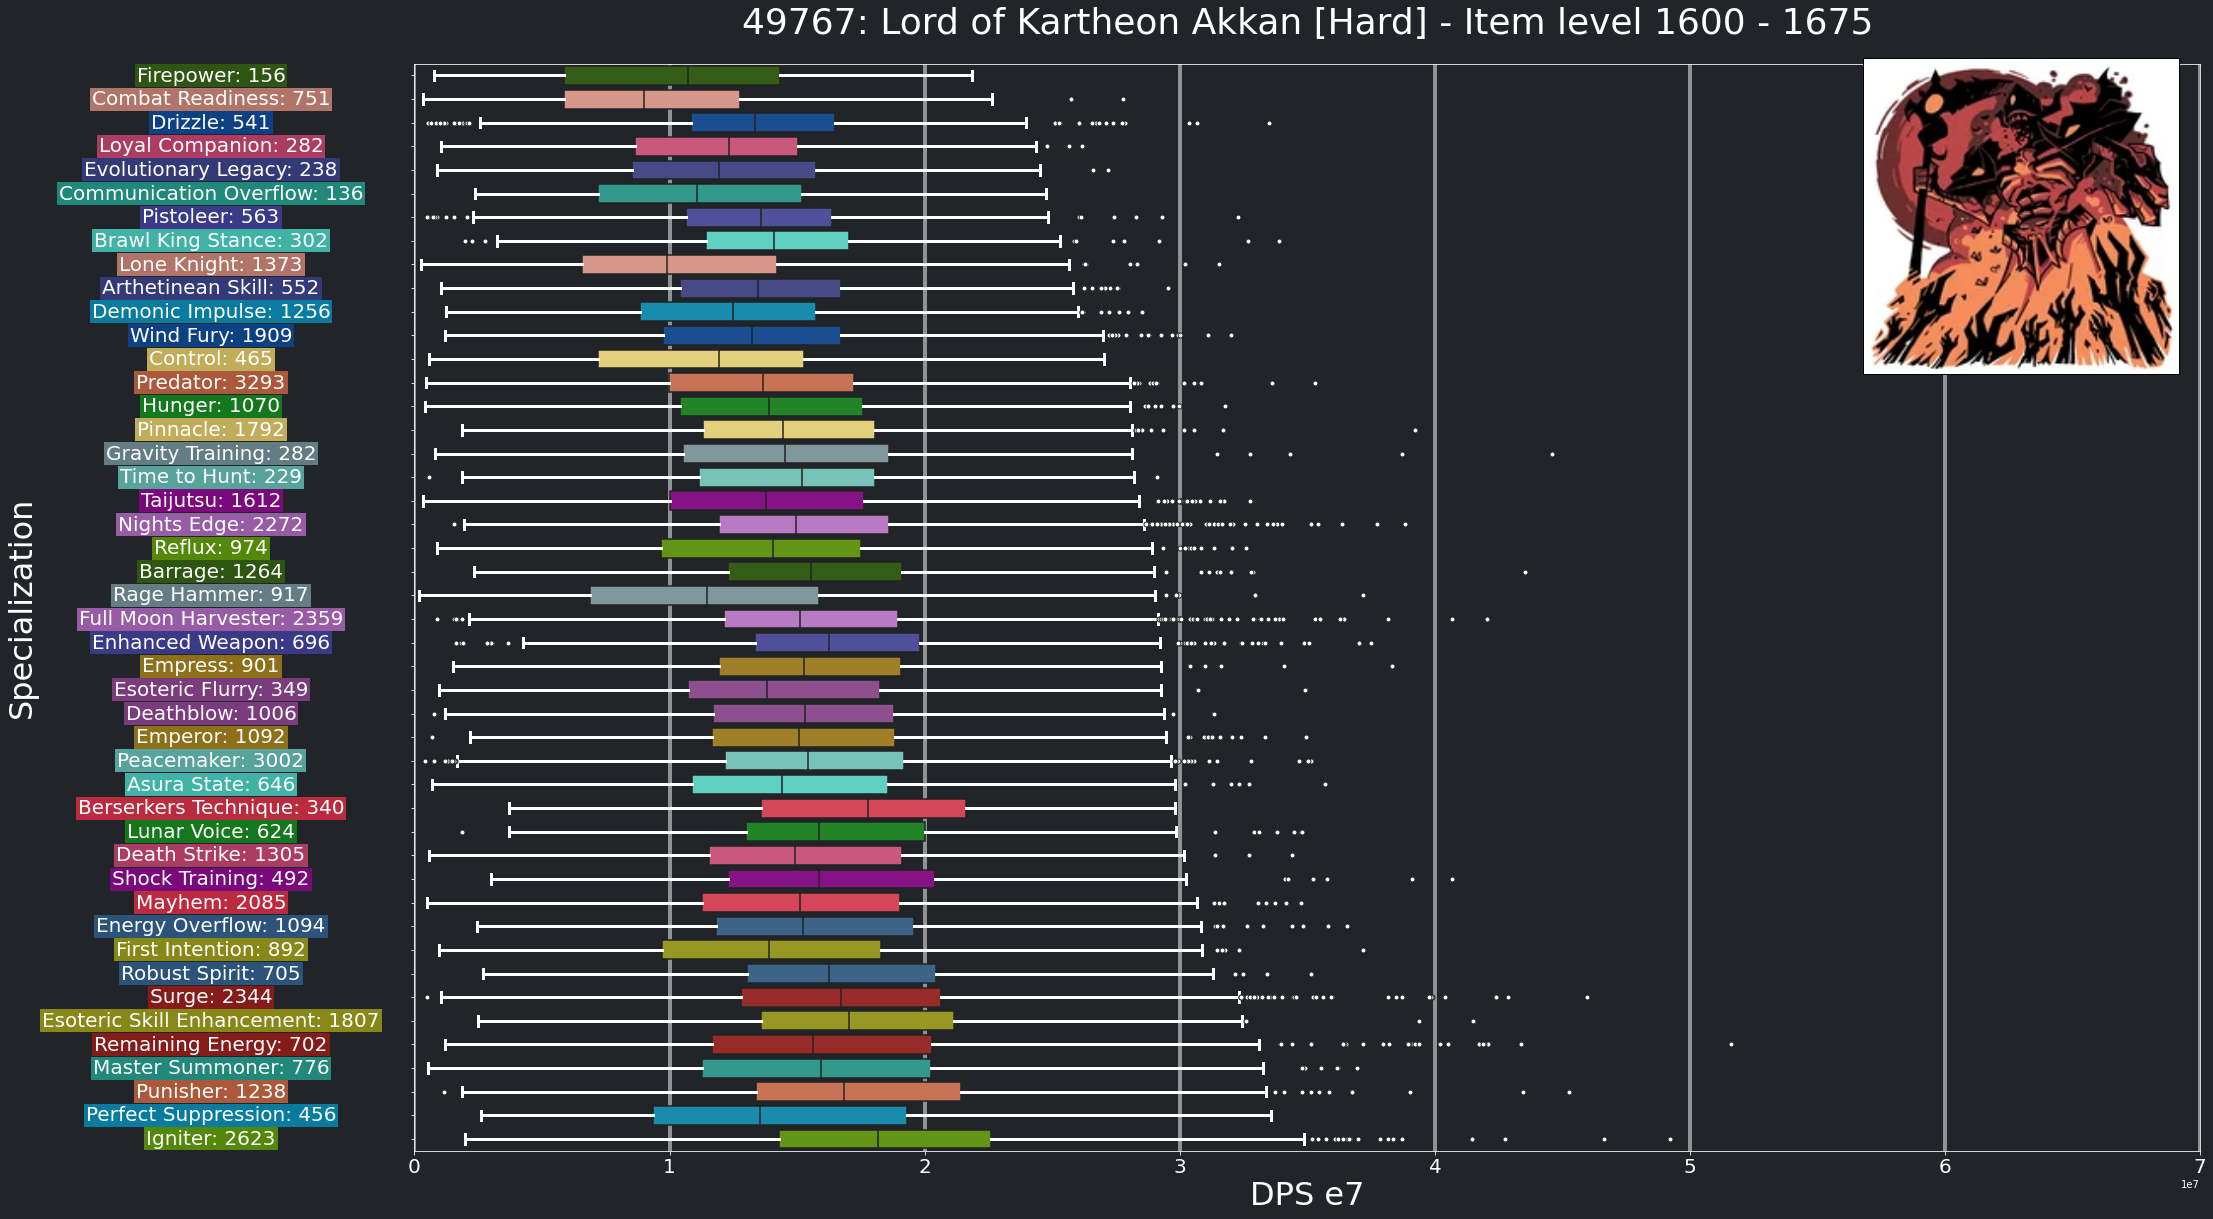 49767: Lord of Kartheon Akkan [Hard] - Item level 1600 - 1675
Specialization
Firepower: 156
Combat Readiness: 751
Drizzle: 541
Loyal Companion: 282
Evolutionary Legacy: 238
Communication Overflow: 136
Pistoleer: 563
Brawl King Stance: 302
Lone Knight: 1373
Arthetinean Skill: 552
Demonic Impulse: 1256
Wind Fury: 1909
Control: 465
Predator: 3293
Hunger: 1070
Pinnacle: 1792
Gravity Training: 282
Time to Hunt: 229
Taijutsu: 1612
Nights Edge: 2272
Reflux: 974
Barrage: 1264
Rage Hammer: 917
Full Moon Harvester: 2359
Enhanced Weapon: 696
Empress: 901
Esoteric Flurry: 349
Deathblow: 1006
Emperor: 1092
Peacemaker: 3002
Asura State: 646
Berserkers Technique: 340
Lunar Voice: 624
Death Strike: 1305
Shock Training: 492
Mayhem: 2085
Energy Overflow: 1094
First Intention: 892
Robust Spirit: 705
Surge: 2344
Esoteric Skill Enhancement: 1807
Remaining Energy: 702
Master Summoner: 776
Punisher: 1238
Perfect Suppression: 456
Igniter: 2623
0 1 2 3 4 5 6 7
1e7
DPS e7